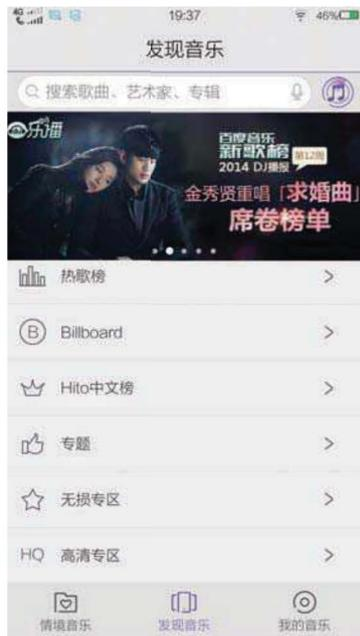 4G
19:37
46%
发现音乐
搜索歌曲、艺术家、专辑
乐播
百度音乐
新歌榜
第12周
2014 DJ播报
金秀贤重唱「求婚曲」
席卷榜单
热歌榜
Billboard
Hito中文榜
专题
无损专区
HQ 高清专区
情境音乐 发现音乐 我的音乐